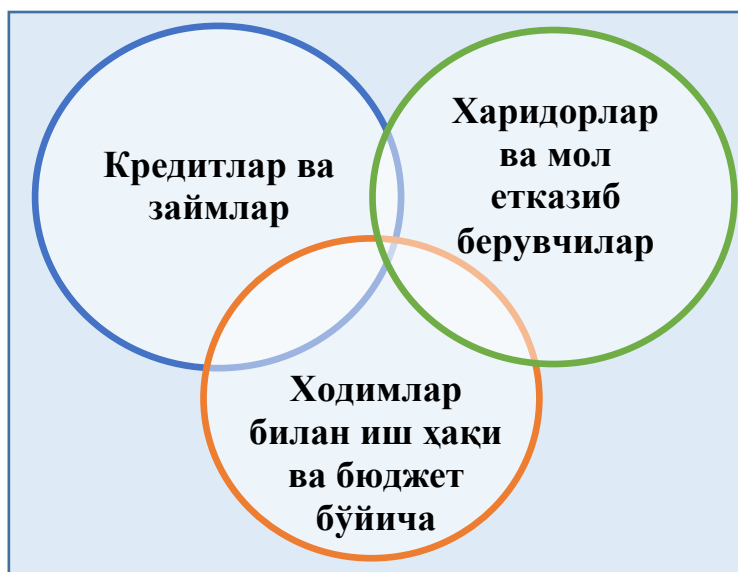 Кредитлар ва
займлар
Харидорлар
ва мол
етказиб
берувчилар
Ходимлар
билан иш ҳақи
ва бюджет
бўйича